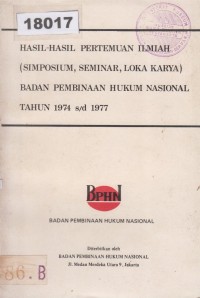 18017
HASIL-HASIL PERTEMUAN ILMIAH
(SIMPOSIUM, SEMINAR, LOKA KARYA)
BADAN PEMBINAAN HUKUM NASIONAL
TAHUN 1974 s/d 1977
BPHN
BADAN PEMBINAAN HUKUM NASIONAL
Diterbitkan oleh
BADAN PEMBINAAN HUKUM NASIONAL
Jl. Medan Merdeka Utara 9, Jakarta
B